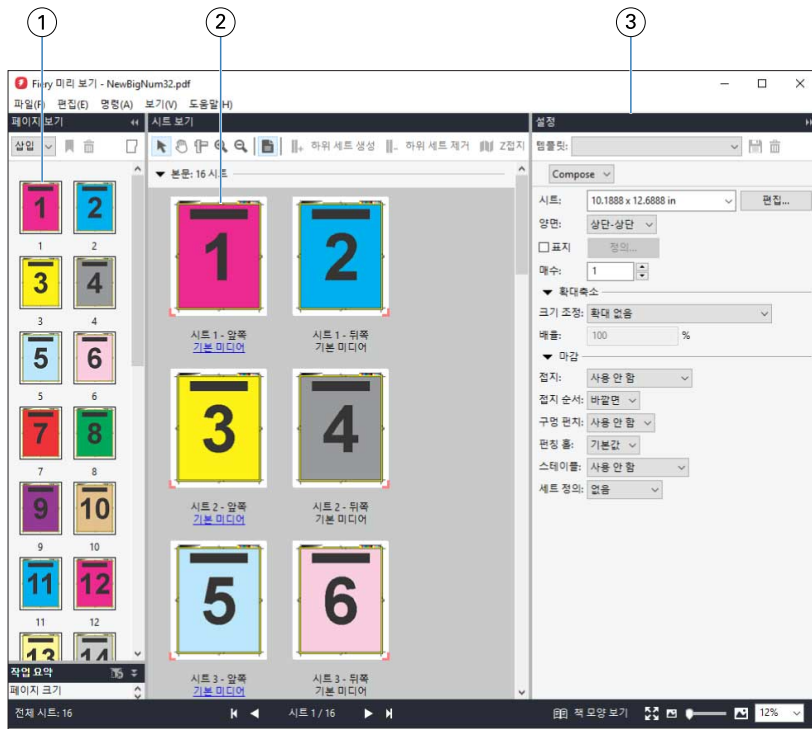 1 2 3
Fiery 미리 보기 - NewBigNum32.pdf
파일(F) 편집(E) 명령(A) 보기(V) 도움말(H)
페이지 보기
삽입
1 2
1 2
3 4
3 4
5 6
5 6
7 8
7 8
9 10
9 10
11 12
11 12
13 14
작업 요약
페이지 크기
시트 보기
하위 세트 생성 하위 세트 제거 Z접지
본문: 16 시트
1 2
시트 1 - 앞쪽 시트 1 - 뒤쪽
기본 미디어 기본 미디어
3 4
시트 2 - 앞쪽 시트 2 - 뒤쪽
기본 미디어 기본 미디어
5 6
시트 3 - 앞쪽 시트 3 - 뒤쪽
기본 미디어 기본 미디어
설정
템플릿:
Compose
시트: 10.1888 x 12.6888 in 편집...
양면: 상단-상단
표지 정의...
매수: 1
확대축소
크기 조정: 확대 없음
배율: 100 %
마감
접지: 사용 안 함
접지 순서: 바깥면
구멍 펀치: 사용 안 함
펀칭 홈: 기본값
스테이플: 사용 안 함
세트 정의: 없음
전체 시트: 16 시트 1 / 16 책 모양 보기 12%